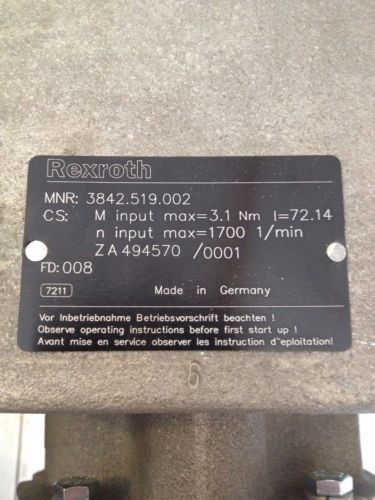 Rexroth
MNR: 3842.519.002
CS: M input max=3.1 Nm I=72.14
n input max=1700 1/min
ZA 494570 /0001
FD: 008
7211 Made in Germany
Vor Inbetriebnahme Betriebsvorschrift beachten !
Observe operating instructions before first start up !
Avant mise en service observer les instruction d'eploitation!
6